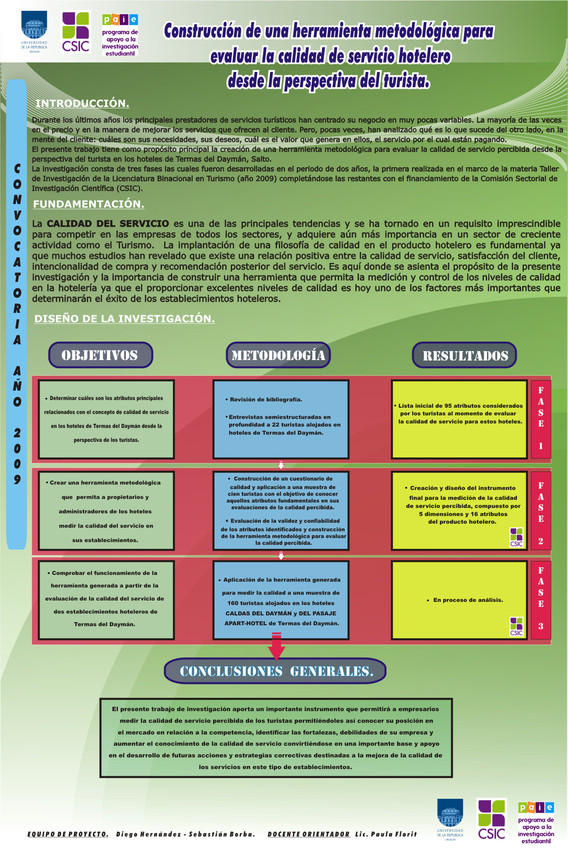 UNIVERSIDAD
DE LA REPÚBLICA
URUGUAY
CSIC
paie
programa de
apoyo a la
investigación
estudiantil
Construcción de una herramienta metodológica para
evaluar la calidad de servicio hotelero
desde la perspectiva del turista.
CONVOCATORIA AÑO 2009
INTRODUCCIÓN.
Durante los últimos años los principales prestadores de servicios turísticos han centrado su negocio en muy pocas variables. La mayoría de las veces
en el precio y en la manera de mejorar los servicios que ofrecen al cliente. Pero, pocas veces, han analizado qué es lo que sucede del otro lado, en la
mente del cliente: cuáles son sus necesidades, sus deseos, cuál es el valor que genera en ellos, el servicio por el cual están pagando.
El presente trabajo tiene como propósito principal la creación de una herramienta metodológica para evaluar la calidad de servicio percibida desde la
perspectiva del turista en los hoteles de Termas del Daymán, Salto.
La investigación consta de tres fases las cuales fueron desarrolladas en el período de dos años, la primera realizada en el marco de la materia Taller
de Investigación de la Licenciatura Binacional en Turismo (año 2009) completándose las restantes con el financiamiento de la Comisión Sectorial de
Investigación Científica (CSIC).
FUNDAMENTACIÓN.
La CALIDAD DEL SERVICIO es una de las principales tendencias y se ha tornado en un requisito imprescindible
para competir en las empresas de todos los sectores, y adquiere aún más importancia en un sector de creciente
actividad como el Turismo. La implantación de una filosofía de calidad en el producto hotelero es fundamental ya
que muchos estudios han revelado que existe una relación positiva entre la calidad de servicio, satisfacción del cliente,
intencionalidad de compra y recomendación posterior del servicio. Es aquí donde se asienta el propósito de la presente
investigación y la importancia de construir una herramienta que permita la medición y control de los niveles de calidad
en la hotelería ya que el proporcionar excelentes niveles de calidad es hoy uno de los factores más importantes que
determinarán el éxito de los establecimientos hoteleros.
DISEÑO DE LA INVESTIGACIÓN.
OBJETIVOS
METODOLOGÍA
RESULTADOS
• Determinar cuáles son los atributos principales
relacionados con el concepto de calidad de servicio
en los hoteles de Termas del Daymán desde la
perspectiva de los turistas.
• Revisión de bibliografía.
•Entrevistas semiestructuradas en
profundidad a 22 turistas alojados en
hoteles de Termas del Daymán.
• Lista inicial de 95 atributos considerados
por los turistas al momento de evaluar
la calidad de servicio para estos hoteles.
FASE 1
• Crear una herramienta metodológica
que permita a propietarios y
administradores de los hoteles
medir la calidad del servicio en
sus establecimientos.
• Construcción de un cuestionario de
calidad y aplicación a una muestra de
cien turistas con el objetivo de conocer
aquellos atributos fundamentales en sus
evaluaciones de la calidad percibida.
• Evaluación de la validez y confiabilidad
de los atributos identificados y construcción
de la herramienta metodológica para evaluar
la calidad percibida.
• Creación y diseño del instrumento
final para la medición de la calidad
de servicio percibida, compuesto por
5 dimensiones y 16 atributos
del producto hotelero.
CSIC
FASE 2
• Comprobar el funcionamiento de la
herramienta generada a partir de la
evaluación de la calidad del servicio de
dos establecimientos hoteleros de
Termas del Daymán.
• Aplicación de la herramienta generada
para medir la calidad a una muestra de
160 turistas alojados en los hoteles
CALDAS DEL DAYMÁN y DEL PASAJE
APART-HOTEL de Termas del Daymán.
• En proceso de análisis.
CSIC
FASE 3
CONCLUSIONES GENERALES.
El presente trabajo de investigación aporta un importante instrumento que permitirá a empresarios
medir la calidad de servicio percibida de los turistas permitiéndoles así conocer su posición en
el mercado en relación a la competencia, identificar las fortalezas, debilidades de su empresa y
aumentar el conocimiento de la calidad de servicio convirtiéndose en una importante base y apoyo
en el desarrollo de futuras acciones y estrategias correctivas destinadas a la mejora de la calidad de
los servicios en este tipo de establecimientos.
EQUIPO DE PROYECTO. Diego Hernández - Sebastián Borba. DOCENTE ORIENTADOR Lic. Paula Florit
UNIVERSIDAD
DE LA REPÚBLICA
URUGUAY
CSIC
paie
programa de
apoyo a la
investigación
estudiantil